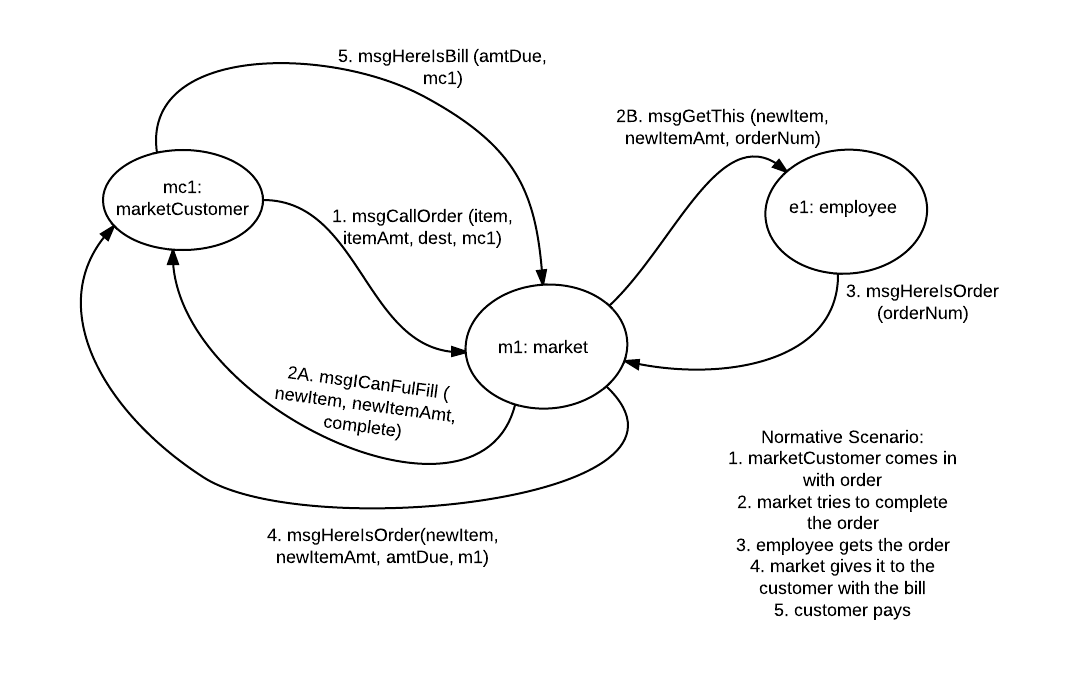 5. msgHereIsBill (amtDue,
mc1)
2B. msgGetThis (newItem,
newItemAmt, orderNum)
mc1:
marketCustomer
e1: employee
1. msgCallOrder (item,
itemAmt, dest, mc1)
3. msgHereIsOrder
(orderNum)
m1: market
2A. msgICanFulFill (
newItem, newItemAmt,
complete)
4. msgHereIsOrder(newItem,
newItemAmt, amtDue, m1)
Normative Scenario:
1. marketCustomer comes in
with order
2. market tries to complete
the order
3. employee gets the order
4. market gives it to the
customer with the bill
5. customer pays